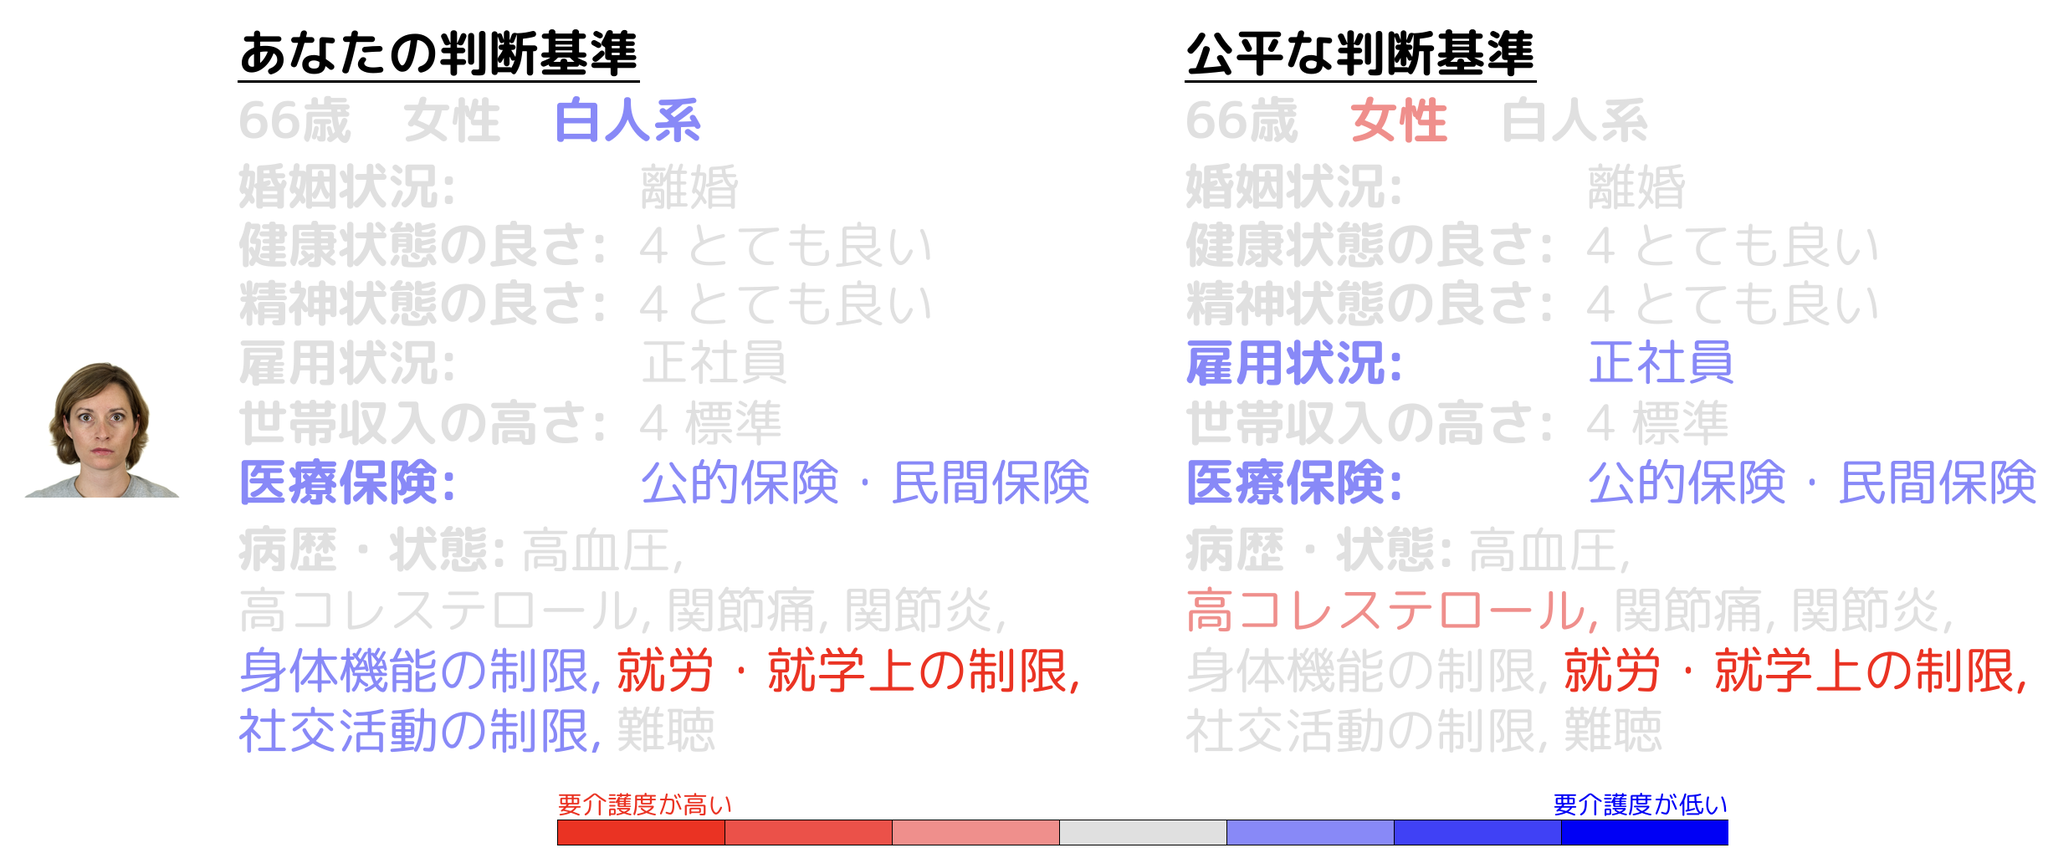 あなたの判断基準
66歳 女性 白人系
婚姻状況: 離婚
健康状態の良さ: 4 とても良い
精神状態の良さ: 4 とても良い
雇用状況: 正社員
世帯収入の高さ: 4 標準
医療保険: 公的保険・民間保険
病歴・状態: 高血圧,
高コレステロール, 関節痛, 関節炎,
身体機能の制限, 就労・就学上の制限,
社交活動の制限, 難聴
公平な判断基準
66歳 女性 白人系
婚姻状況: 離婚
健康状態の良さ: 4 とても良い
精神状態の良さ: 4 とても良い
雇用状況: 正社員
世帯収入の高さ: 4 標準
医療保険: 公的保険・民間保険
病歴・状態: 高血圧,
高コレステロール, 関節痛, 関節炎,
身体機能の制限, 就労・就学上の制限,
社交活動の制限, 難聴
要介護度が高い
要介護度が低い